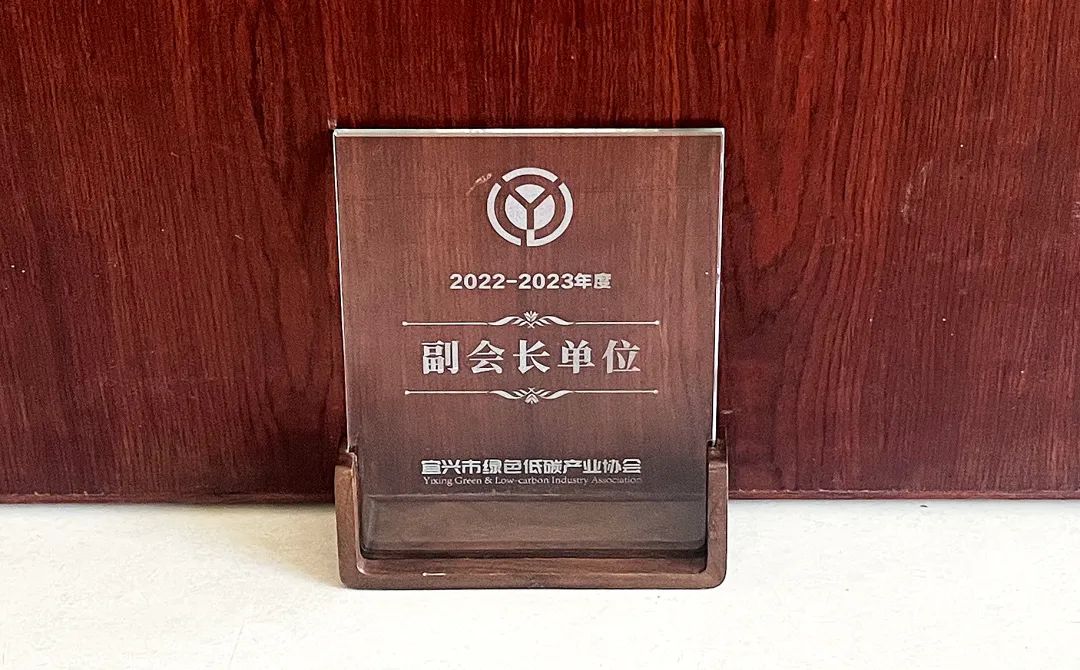 2022-2023年度
副会长单位
宜兴市绿色低碳产业协会
Yixing Green & Low-carbon Industry Association